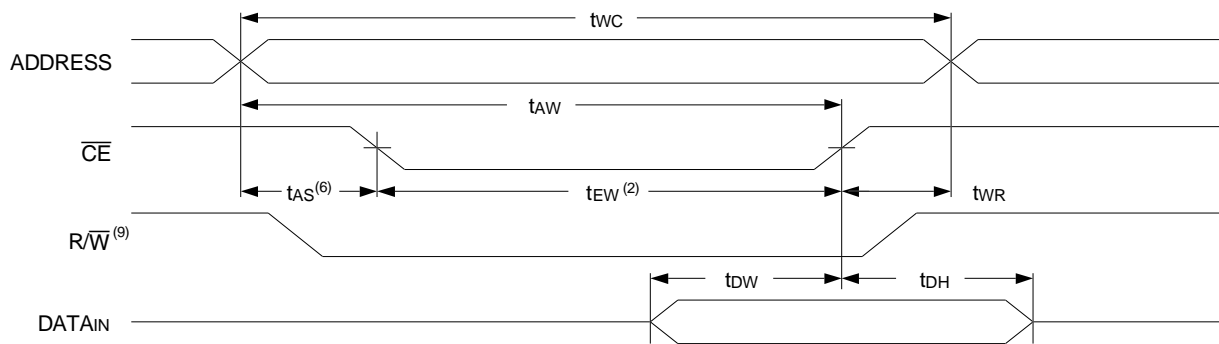 tWC
ADDRESS
tAW
CE
tAS(6)
tEW (2)
tWR
R/W (9)
tDW
tDH
DATAIN